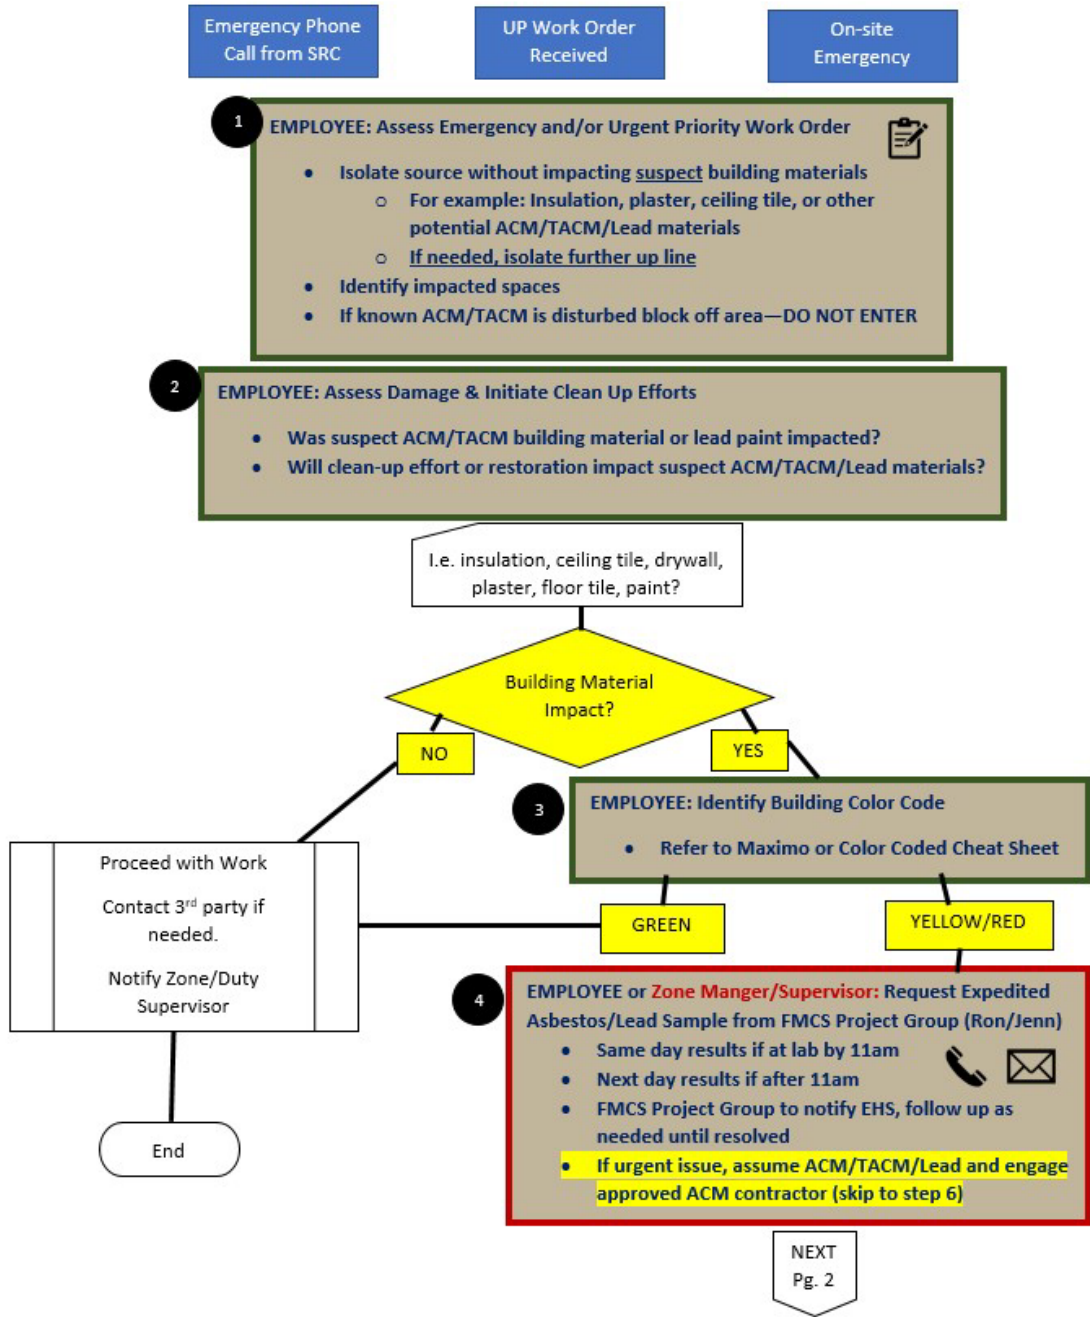 Emergency Phone
Call from SRC
UP Work Order
Received
On-site
Emergency
1
EMPLOYEE: Assess Emergency and/or Urgent Priority Work Order
• Isolate source without impacting suspect building materials
o For example: Insulation, plaster, ceiling tile, or other
potential ACM/TACM/Lead materials
o If needed, isolate further up line
• Identify impacted spaces
• If known ACM/TACM is disturbed block off area—DO NOT ENTER
2
EMPLOYEE: Assess Damage & Initiate Clean Up Efforts
• Was suspect ACM/TACM building material or lead paint impacted?
• Will clean-up effort or restoration impact suspect ACM/TACM/Lead materials?
I.e. insulation, ceiling tile, drywall,
plaster, floor tile, paint?
Building Material
Impact?
NO
YES
3
EMPLOYEE: Identify Building Color Code
• Refer to Maximo or Color Coded Cheat Sheet
Proceed with Work
Contact 3rd party if
needed.
Notify Zone/Duty
Supervisor
GREEN
YELLOW/RED
4
EMPLOYEE or Zone Manger/Supervisor: Request Expedited
Asbestos/Lead Sample from FMCS Project Group (Ron/Jenn)
• Same day results if at lab by 11am
• Next day results if after 11am
• FMCS Project Group to notify EHS, follow up as
needed until resolved
• If urgent issue, assume ACM/TACM/Lead and engage
approved ACM contractor (skip to step 6)
End
NEXT
Pg. 2